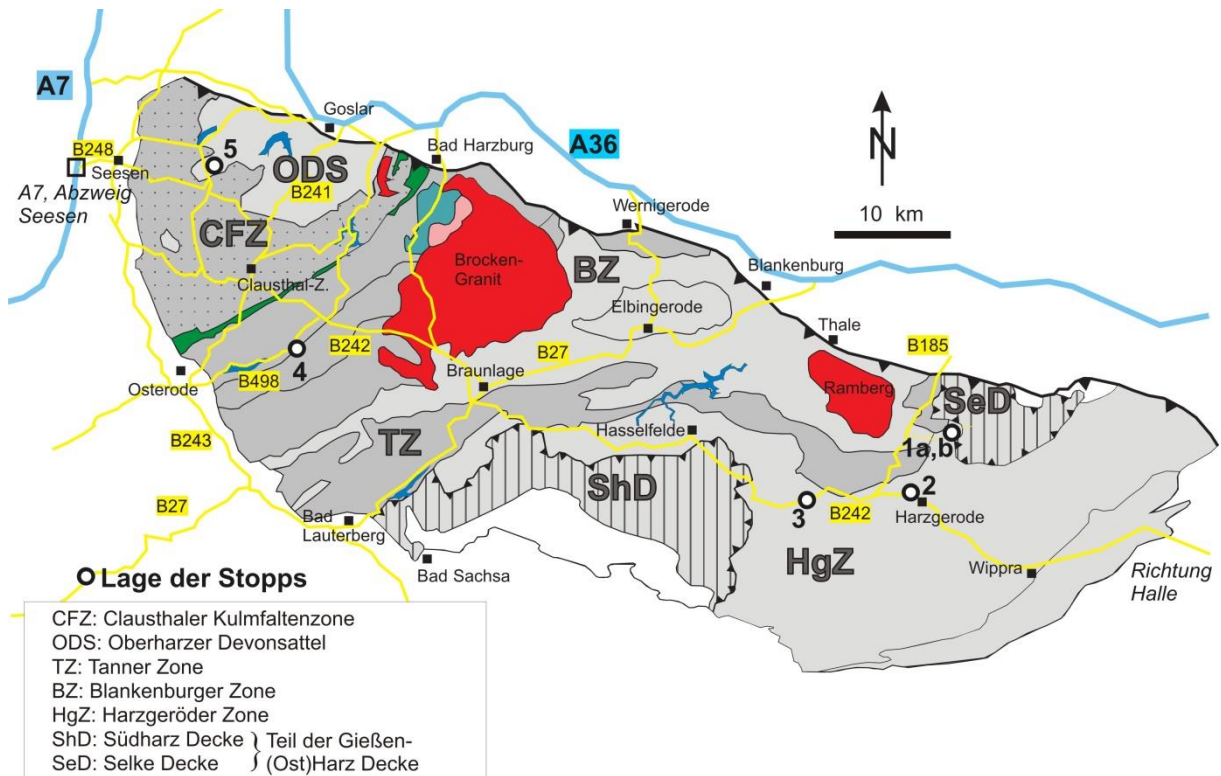 A7
A36
N
10 km
Goslar
Bad Harzburg
B248
5
ODS
Seesen
A7, Abzweig
Seesen
B241
Wernigerode
CFZ
BZ
Brocken-
Granit
Blankenburg
Clausthal-Z.
Elbingerode
Thale
B185
B242
B27
4
Osterode
B498
Braunlage
Ramberg
SeD
B243
TZ
Hasselfelde
1a,b
ShD
2
3
B242
Harzgerode
B27
Bad
Lauterberg
Bad Sachsa
HgZ
Wippra
Richtung
Halle
Lage der Stopps
CFZ: Clausthaler Kulmfaltenzone
ODS: Oberharzer Devonsattel
TZ: Tanner Zone
BZ: Blankenburger Zone
HgZ: Harzgeröder Zone
ShD: Südharz Decke } Teil der Gießen-
SeD: Selke Decke (Ost)Harz Decke